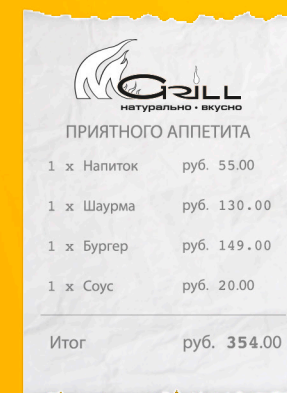 GRILL
натурально • вкусно
ПРИЯТНОГО АППЕТИТА
1 x Напиток руб. 55.00
1 x Шаурма руб. 130.00
1 x Бургер руб. 149.00
1 x Соус руб. 20.00
Итог руб. 354.00